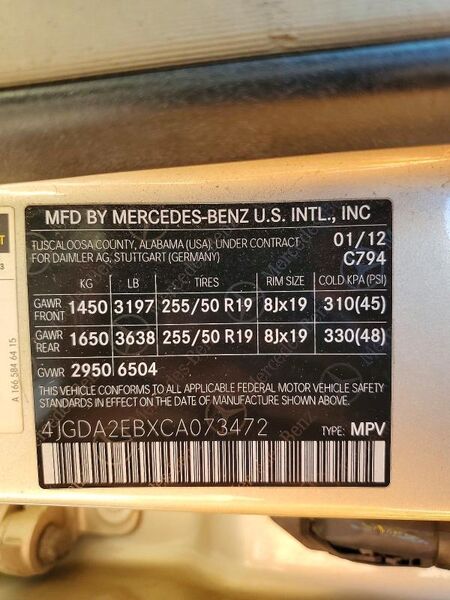 MFD BY MERCEDES-BENZ U.S. INTL., INC
TUSCALOOSA COUNTY, ALABAMA (USA). UNDER CONTRACT 01/12
FOR DAIMLER AG, STUTTGART (GERMANY) C794
KG LB TIRES RIM SIZE COLD KPA (PSI)
GAWR FRONT 1450 3197 255/50 R19 8Jx19 310(45)
GAWR REAR 1650 3638 255/50 R19 8Jx19 330(48)
GVWR 2950 6504
THIS VEHICLE CONFORMS TO ALL APPLICABLE FEDERAL MOTOR VEHICLE SAFETY
STANDARDS IN EFFECT ON THE DATE OF MANUFACTURE SHOWN ABOVE
4JGDA2EBXCA073472 TYPE: MPV
A 166 584 64 15